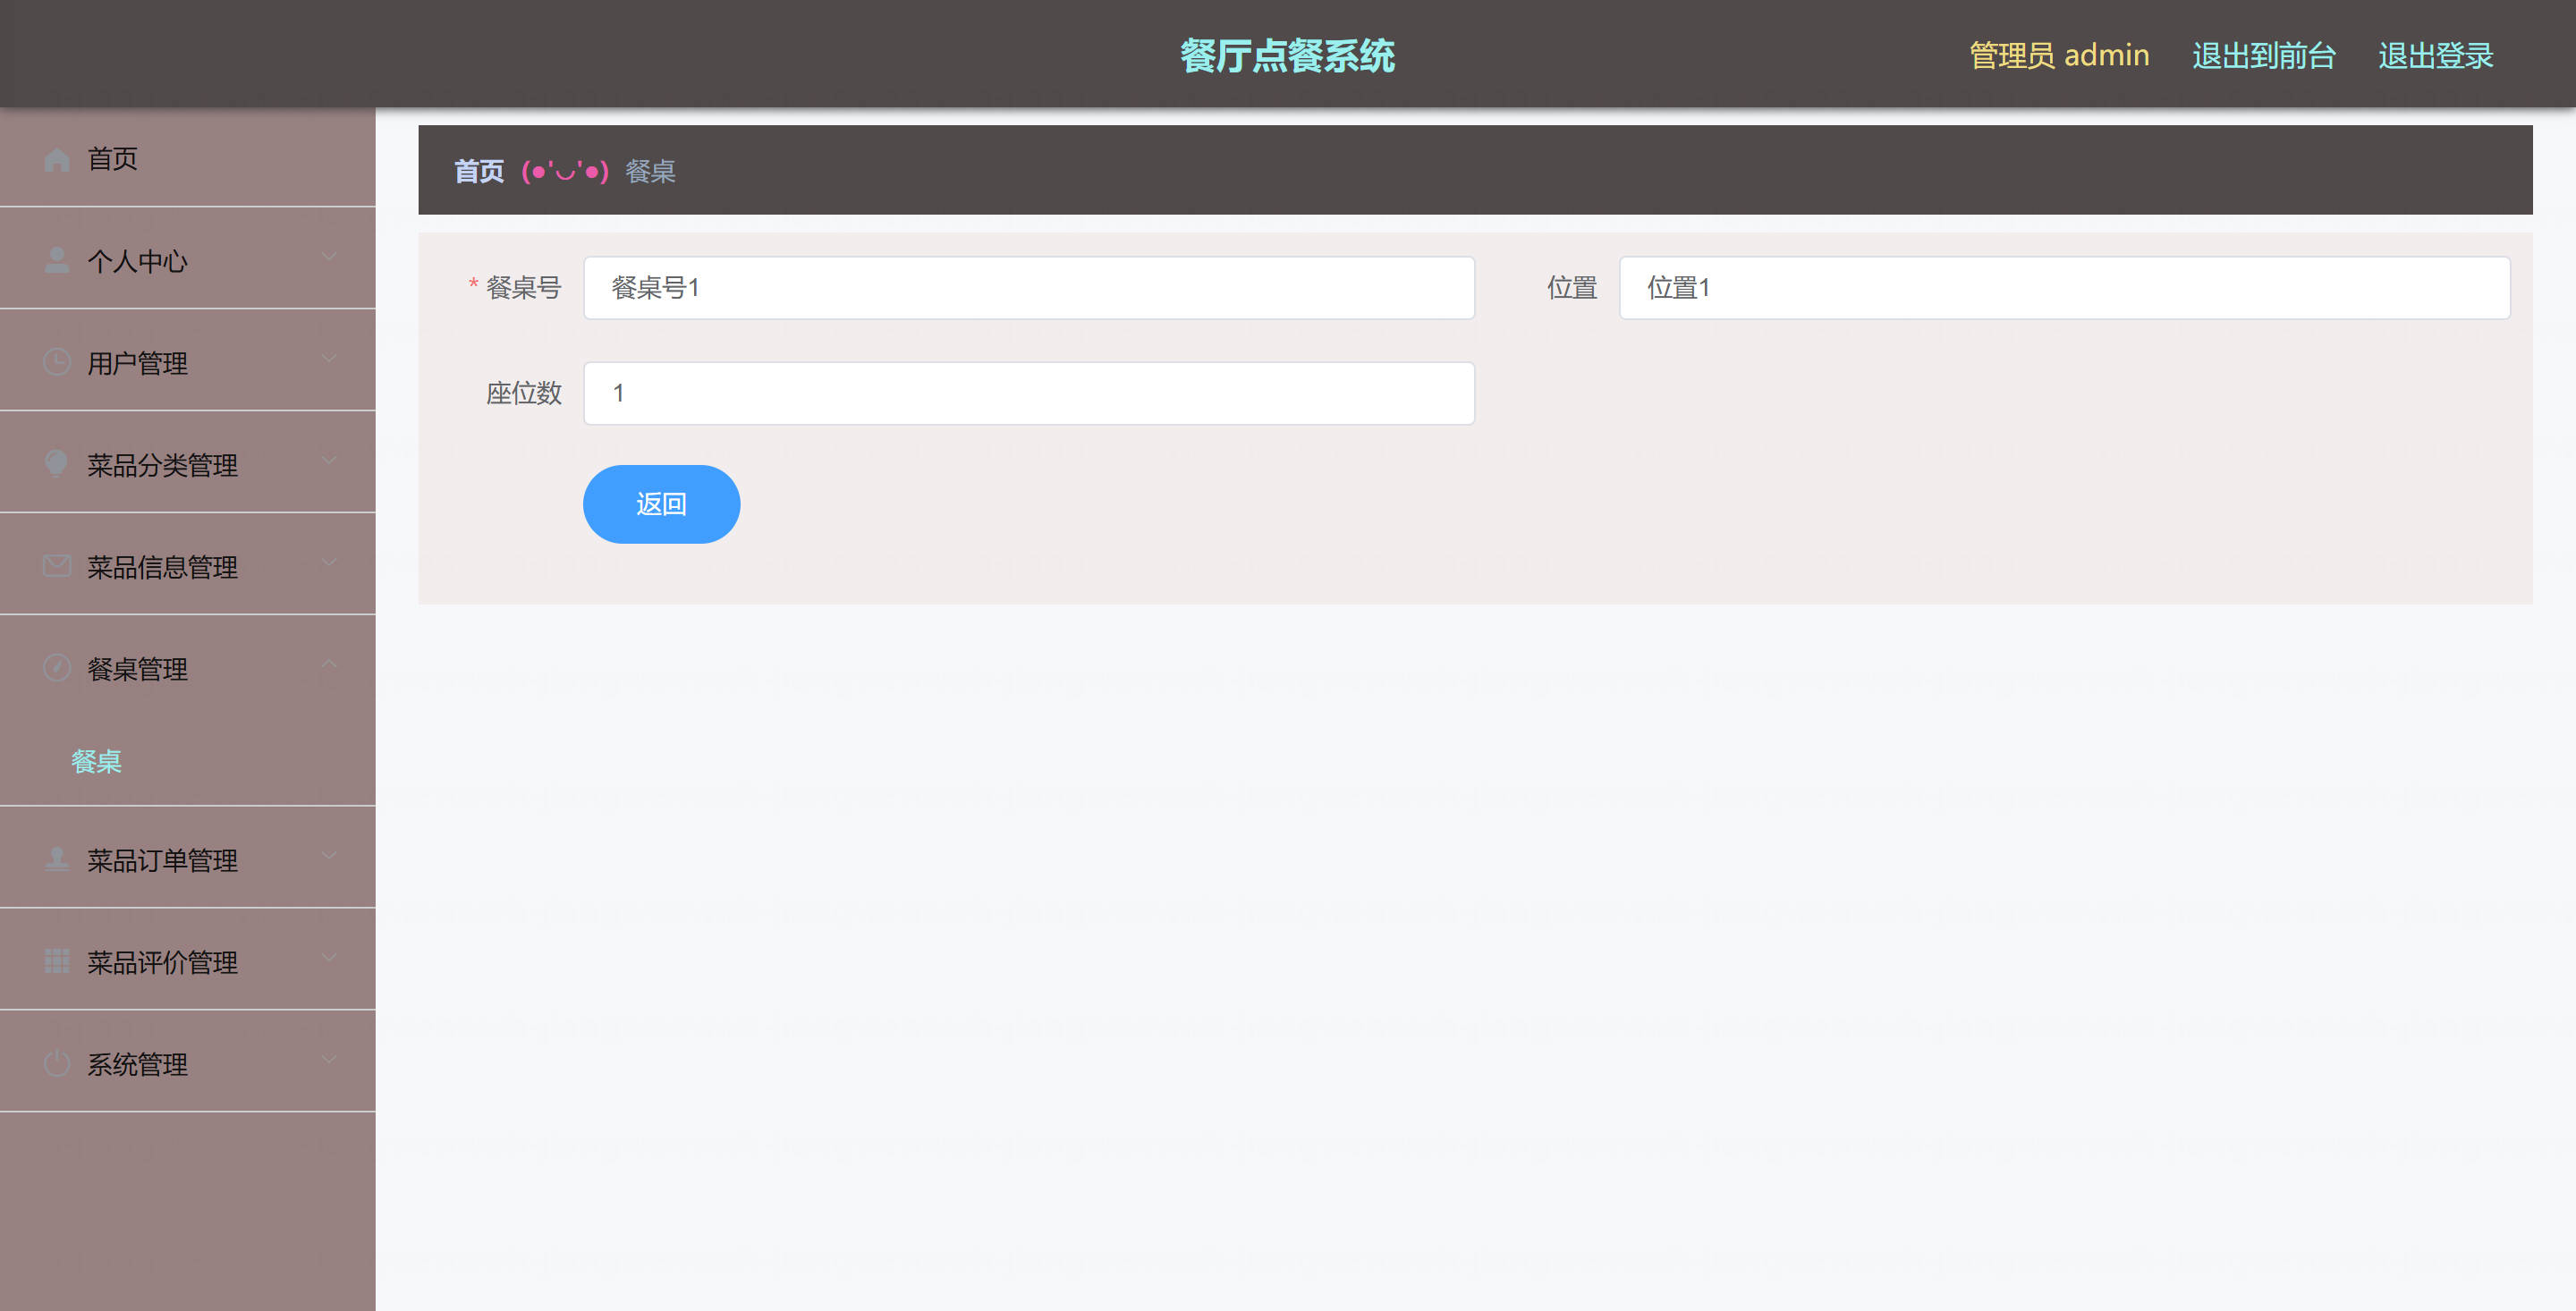 餐厅点餐系统
管理员 admin 退出到前台 退出登录
首页
个人中心
用户管理
菜品分类管理
菜品信息管理
餐桌管理
餐桌
菜品订单管理
菜品评价管理
系统管理
首页 (●'◡'●) 餐桌
* 餐桌号 餐桌号1 位置 位置1
座位数 1
返回